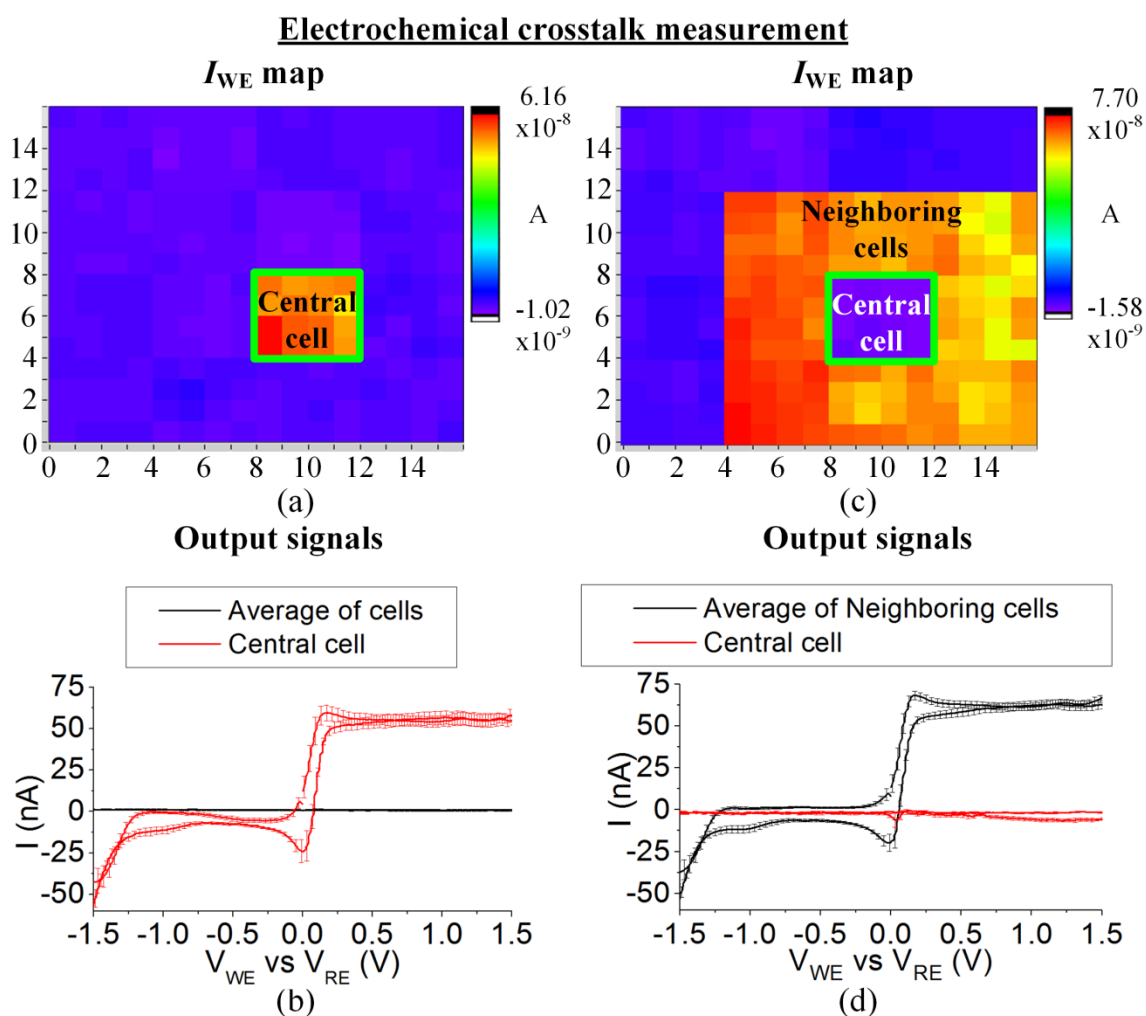 Electrochemical crosstalk measurement
I_WE map
6.16
x10⁻⁸
A
-1.02
x10⁻⁹
14
12
10
8
6
4
2
0
Central
cell
0 2 4 6 8 10 12 14
(a)
I_WE map
7.70
x10⁻⁸
A
-1.58
x10⁻⁹
14
12
10
8
6
4
2
0
Neighboring
cells
Central
cell
0 2 4 6 8 10 12 14
(c)
Output signals
Average of cells
Central cell
75
50
25
0
-25
-50
I (nA)
-1.5 -1.0 -0.5 0.0 0.5 1.0 1.5
V_WE vs V_RE (V)
(b)
Output signals
Average of Neighboring cells
Central cell
75
50
25
0
-25
-50
I (nA)
-1.5 -1.0 -0.5 0.0 0.5 1.0 1.5
V_WE vs V_RE (V)
(d)